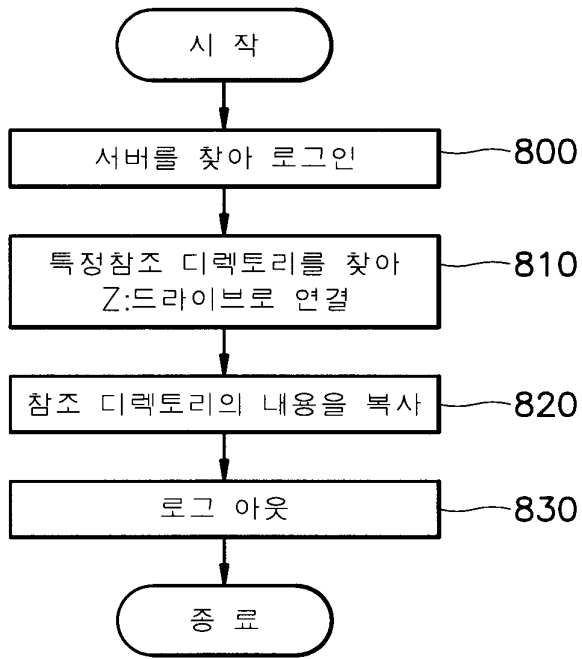 시 작
서버를 찾아 로그인
800
특정참조 디렉토리를 찾아
Z:드라이브로 연결
810
참조 디렉토리의 내용을 복사
820
로그 아웃
830
종 료